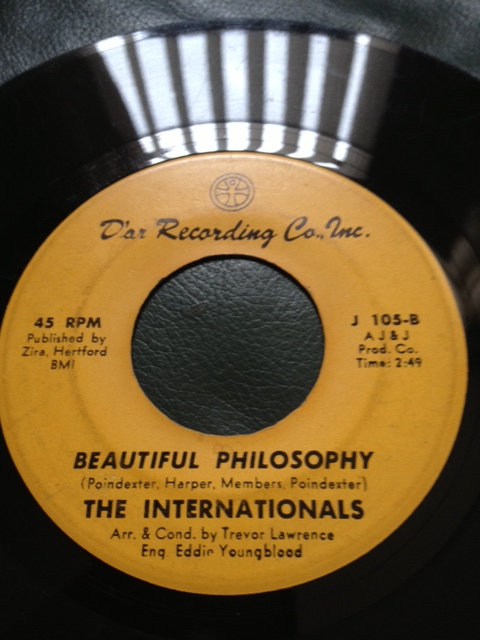 D'ar Recording Co., Inc.
45 RPM
Published by
Zira, Hertford
BMI
J 105-B
A J & J
Prod. Co.
Time: 2:49
BEAUTIFUL PHILOSOPHY
(Poindexter, Harper, Members, Poindexter)
THE INTERNATIONALS
Arr. & Cond. by Trevor Lawrence
Eng. Eddie Youngblood